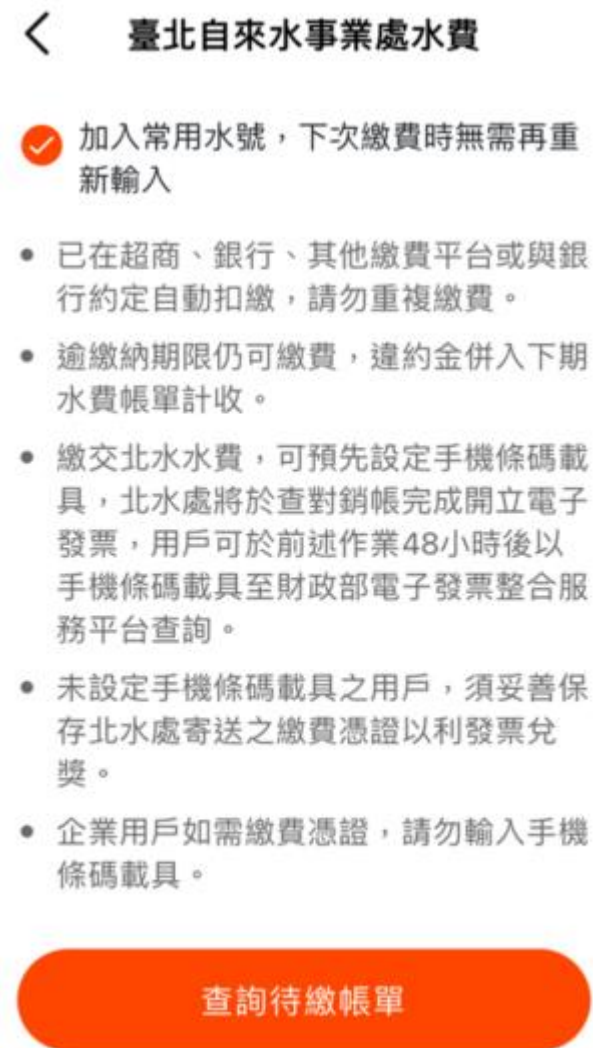 臺北自來水事業處水費
加入常用水號，下次繳費時無需再重
新輸入
已在超商、銀行、其他繳費平台或與銀
行約定自動扣繳，請勿重複繳費。
逾繳納期限仍可繳費，違約金併入下期
水費帳單計收。
繳交北水水費，可預先設定手機條碼載
具，北水處將於查對銷帳完成開立電子
發票，用戶可於前述作業48小時後以
手機條碼載具至財政部電子發票整合服
務平台查詢。
未設定手機條碼載具之用戶，須妥善保
存北水處寄送之繳費憑證以利發票兌
獎。
企業用戶如需繳費憑證，請勿輸入手機
條碼載具。
查詢待繳帳單